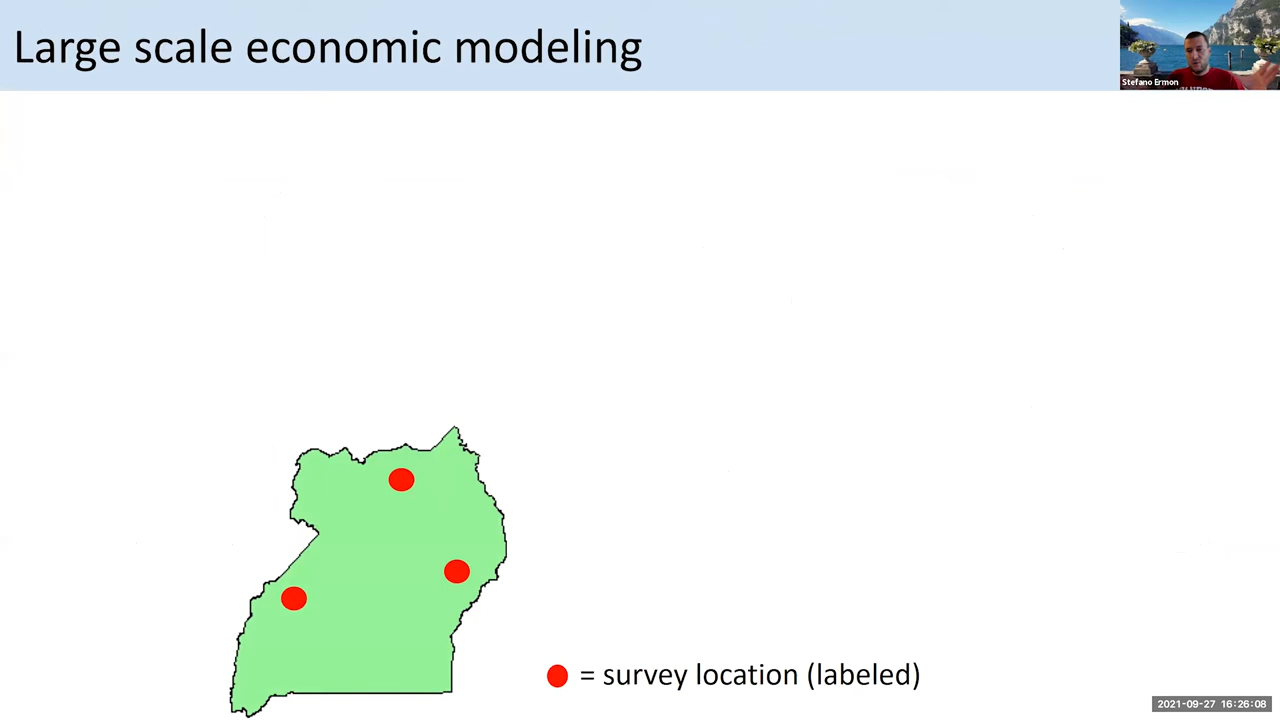 Large scale economic modeling
Stefano Ermon
= survey location (labeled)
2021-09-27 16:26:08